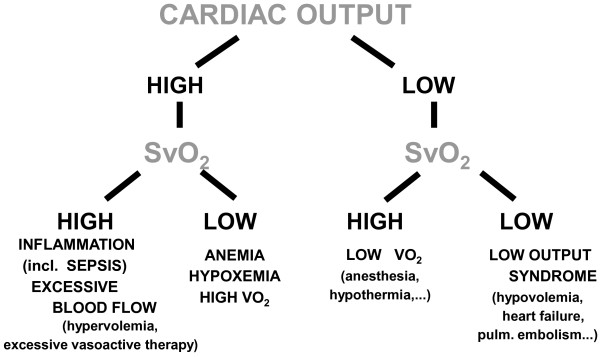 CARDIAC OUTPUT
HIGH
LOW
SvO₂
SvO₂
HIGH
LOW
HIGH
LOW
INFLAMMATION
(incl. SEPSIS)
EXCESSIVE
BLOOD FLOW
(hypervolemia,
excessive vasoactive therapy)
ANEMIA
HYPOXEMIA
HIGH VO₂
LOW VO₂
(anesthesia,
hypothermia,...)
LOW OUTPUT
SYNDROME
(hypovolemia,
heart failure,
pulm. embolism...)